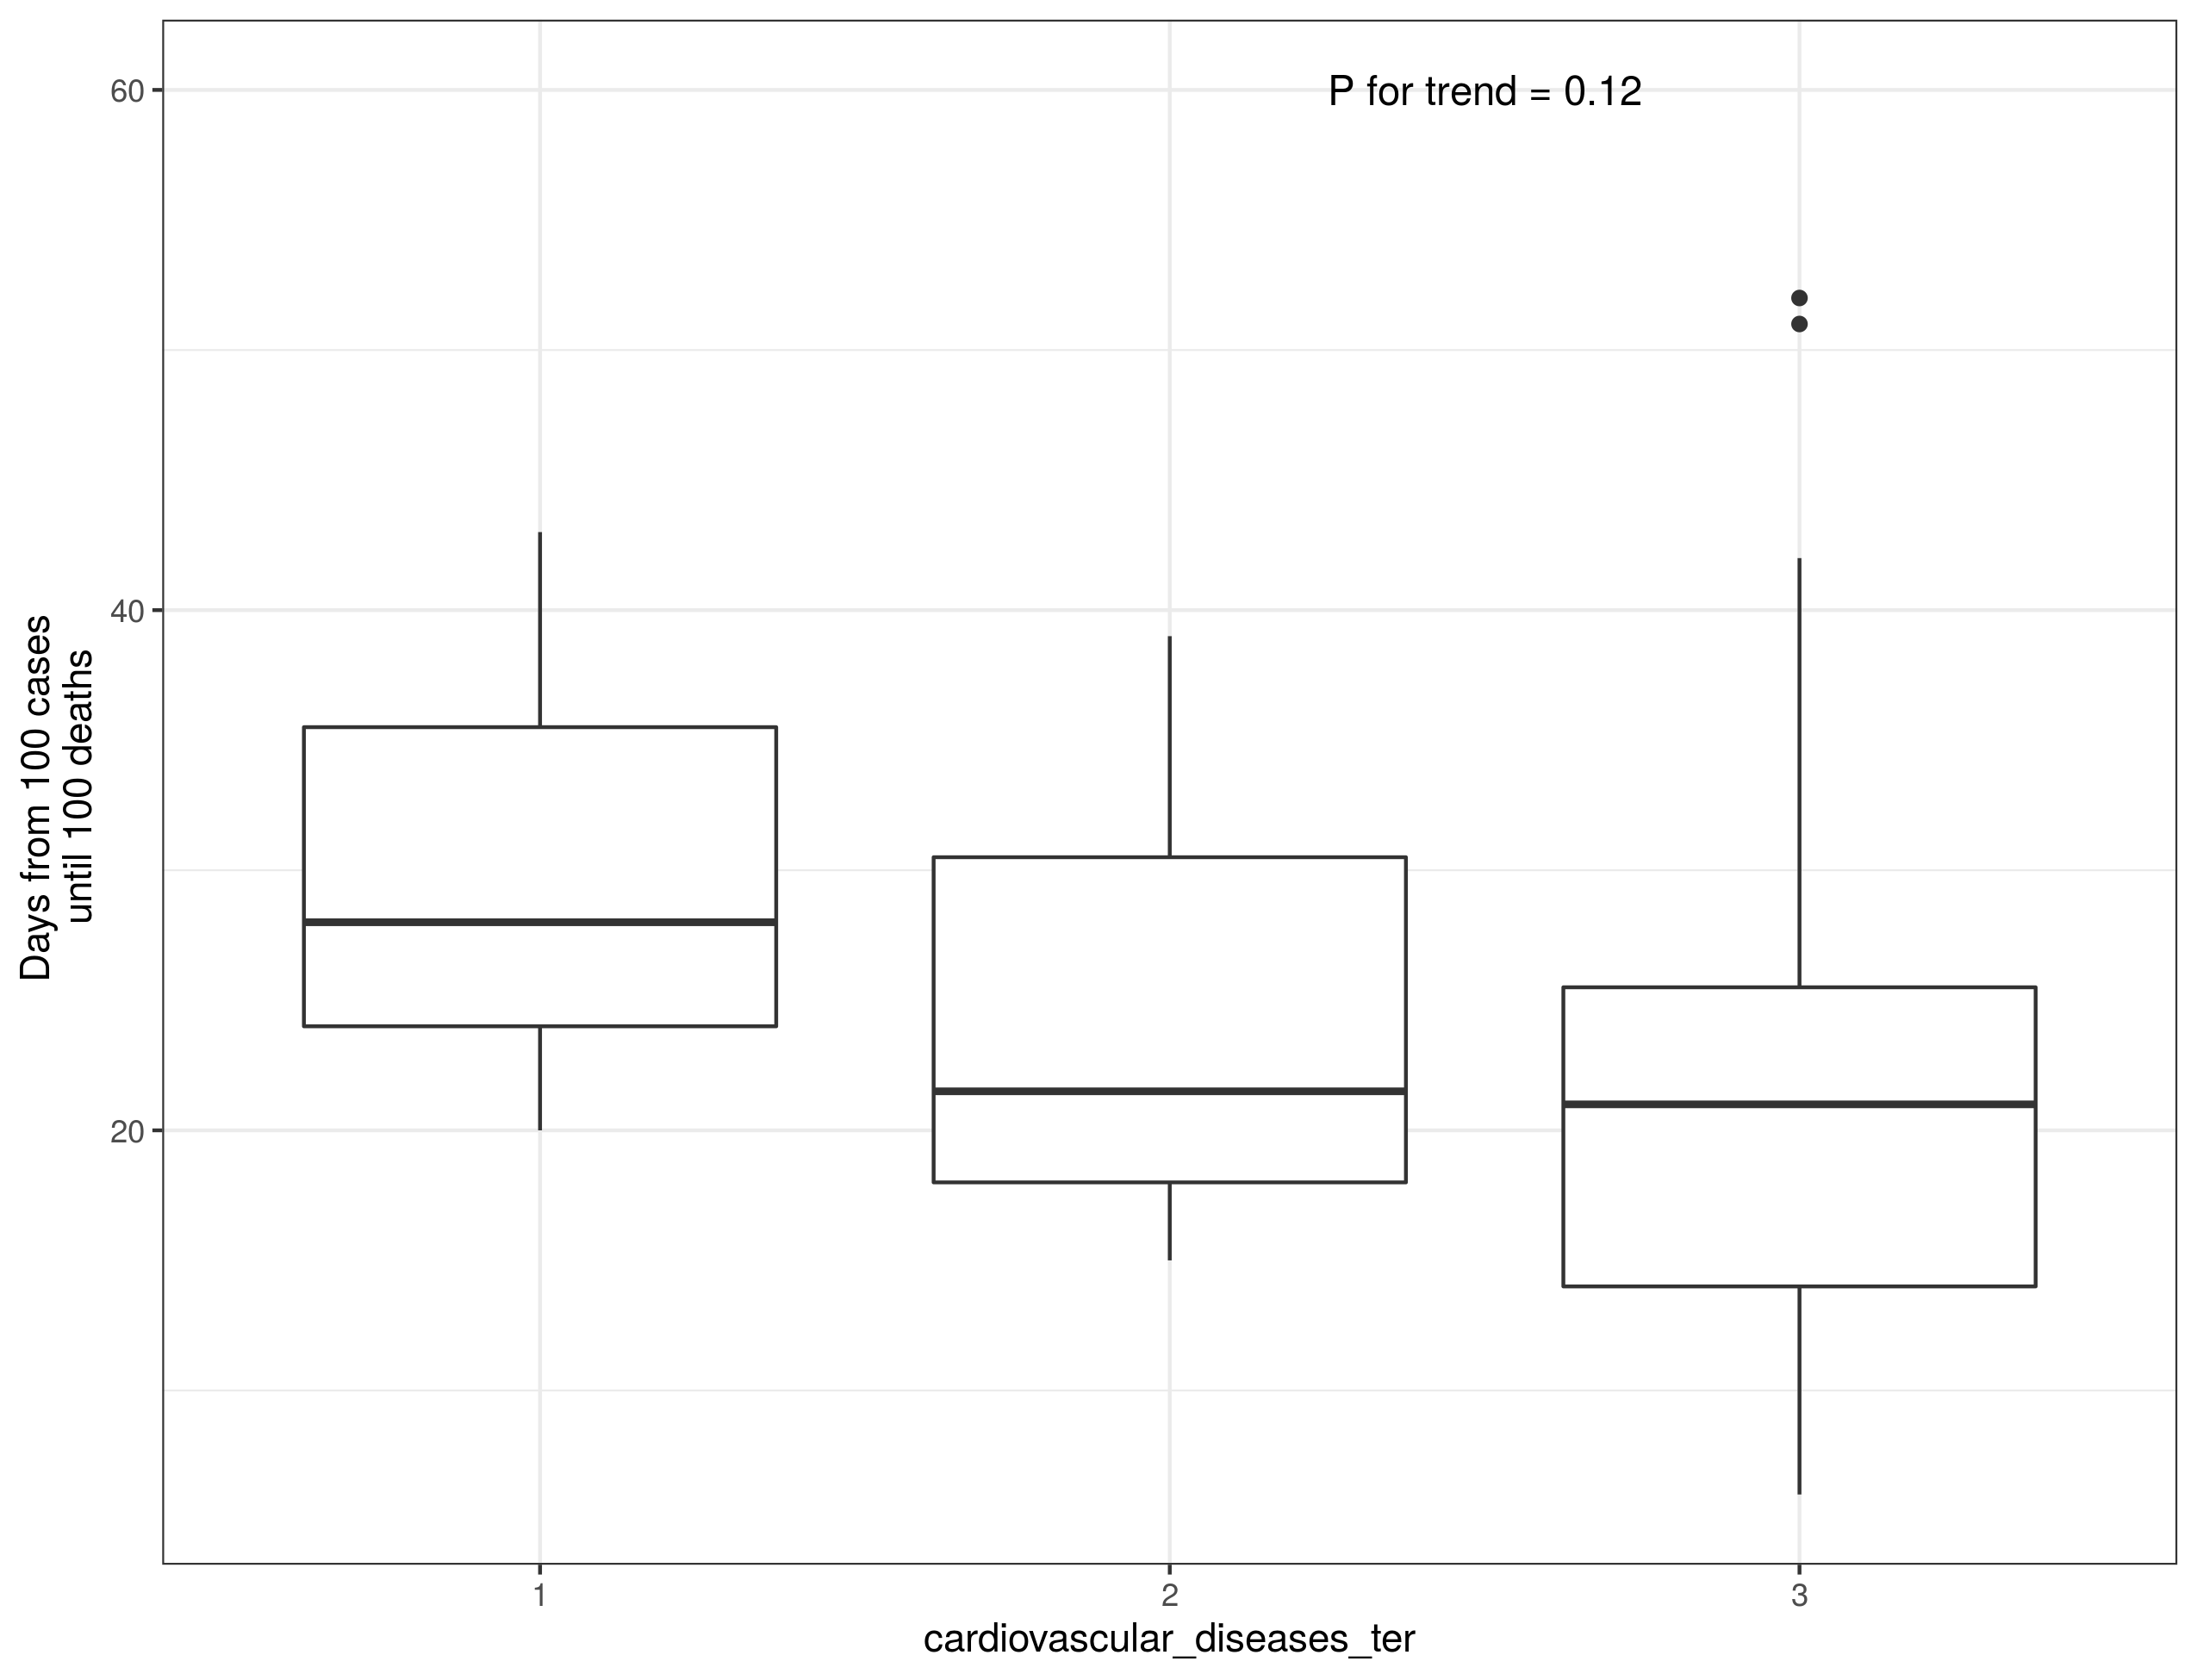 P for trend = 0.12
60
40
20
Days from 100 cases
until 100 deaths
1
2
3
cardiovascular_diseases_ter